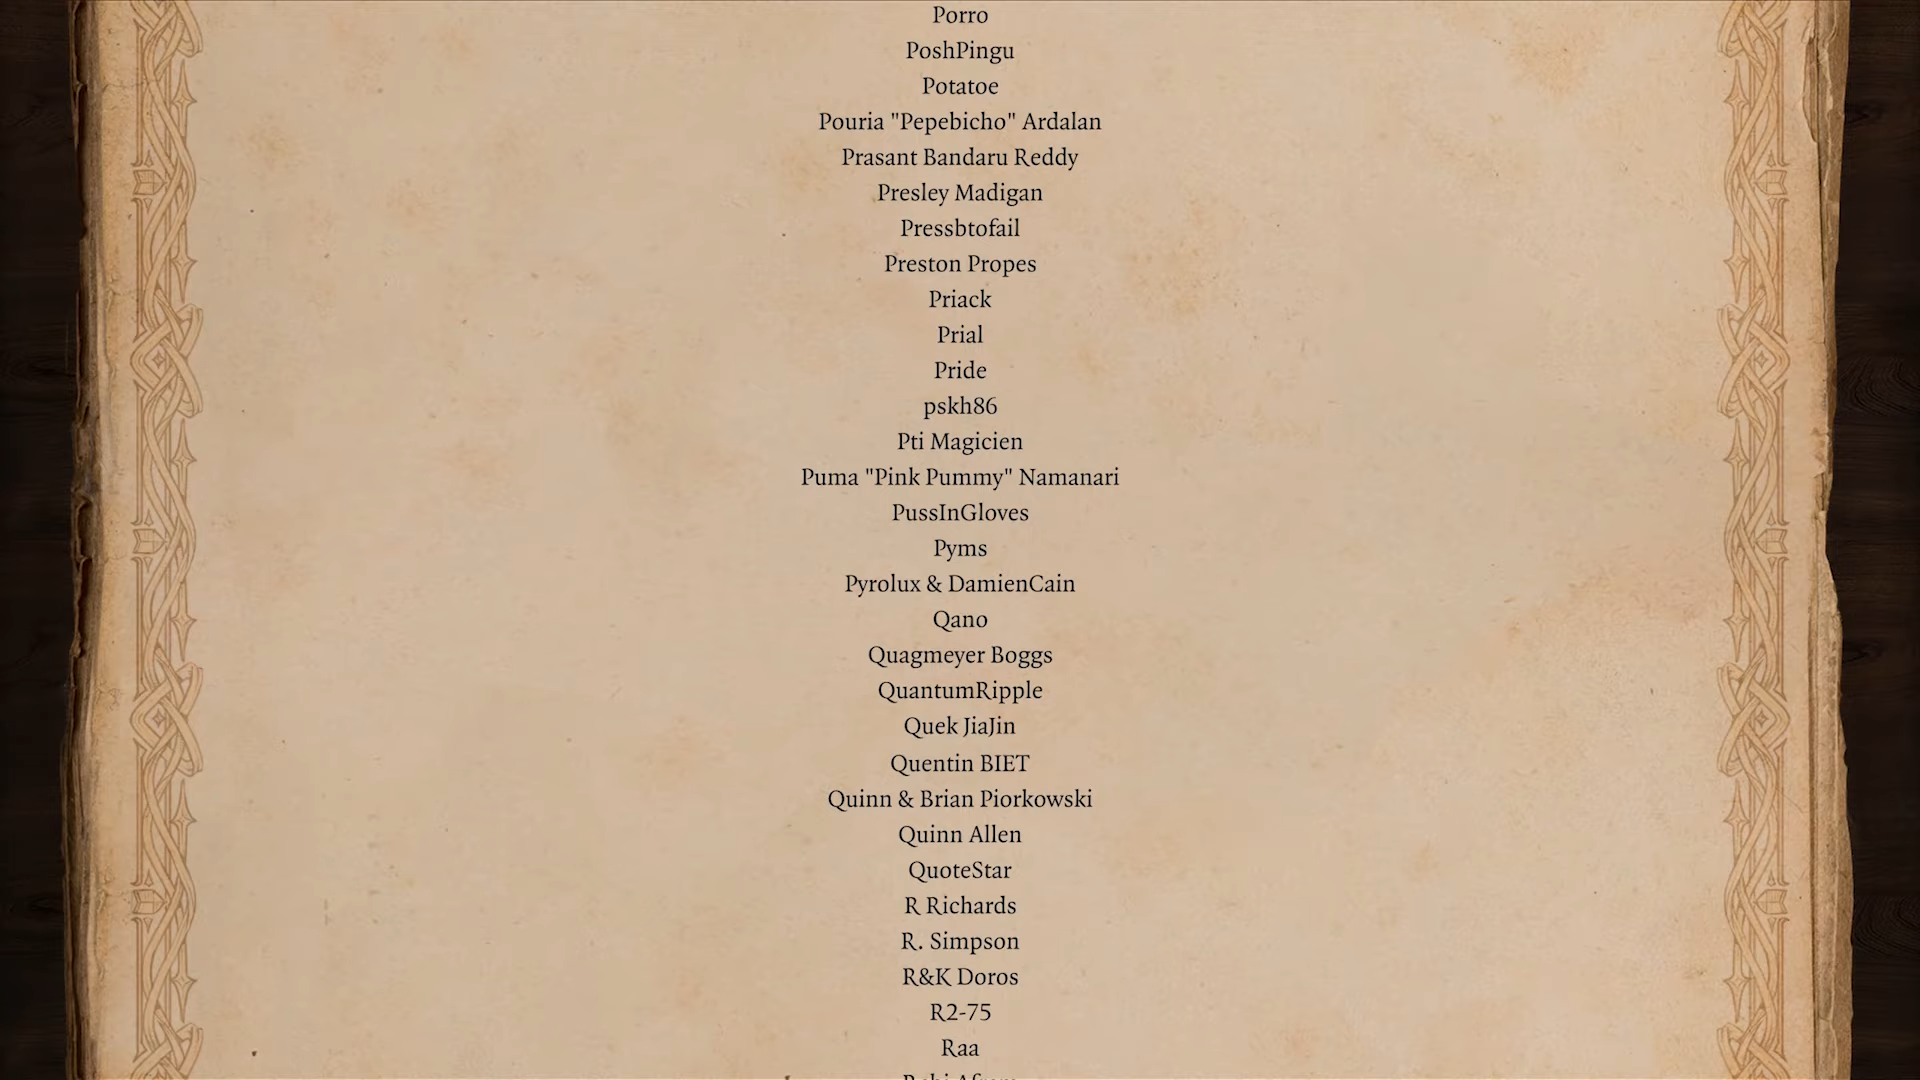 Porro
PoshPingu
Potatoe
Pouria "Pepebicho" Ardalan
Prasant Bandaru Reddy
Presley Madigan
Pressbtofail
Preston Propes
Priack
Prial
Pride
pskh86
Pti Magicien
Puma "Pink Pummy" Namanari
PussInGloves
Pyms
Pyrolux & DamienCain
Qano
Quagmeyer Boggs
QuantumRipple
Quek JiaJin
Quentin BIET
Quinn & Brian Piorkowski
Quinn Allen
QuoteStar
R Richards
R. Simpson
R&K Doros
R2-75
Raa